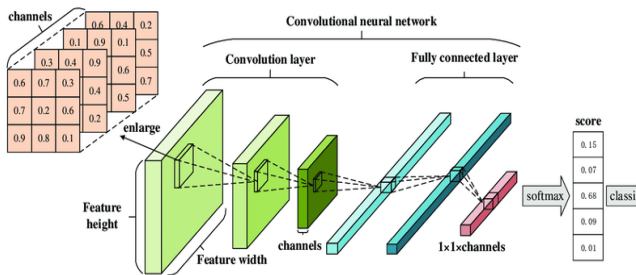 channels
Convolutional neural network
Convolution layer
Fully connected layer
0.6 0.4 0.2
0.1 0.9 0.1 0.5
0.3 0.4 0.9 0.6 0.7
0.6 0.7 0.3 0.4 0.5
0.7 0.2 0.6 0.2
0.9 0.8 0.1
enlarge
Feature
height
Feature width
channels
1×1×channels
softmax
score
0.15
0.07
0.68
0.09
0.01
classi